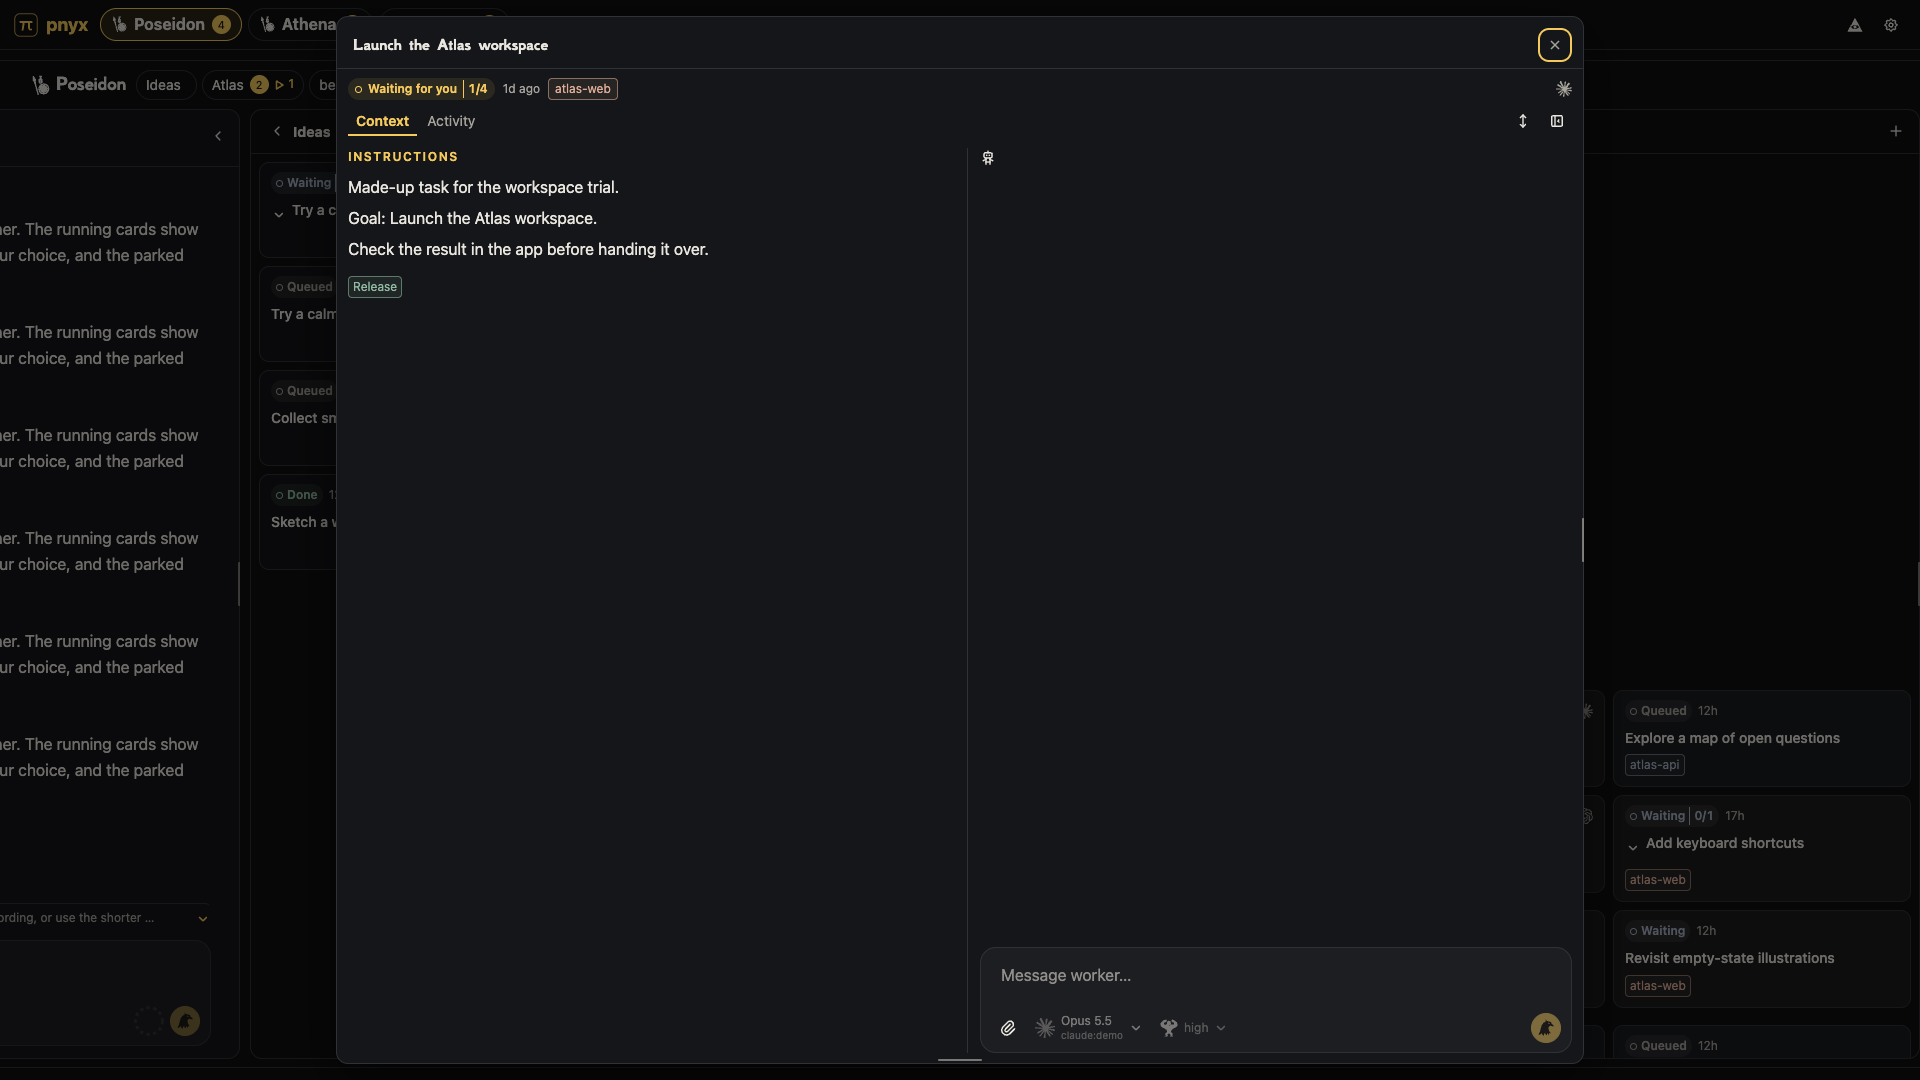 pnyx
Poseidon 4
Athena
Poseidon
Ideas
Atlas 2 1
be
Launch the Atlas workspace
Waiting for you 1/4 1d ago atlas-web
Context Activity
INSTRUCTIONS
Made-up task for the workspace trial.
Goal: Launch the Atlas workspace.
Check the result in the app before handing it over.
Release
Message worker...
Opus 5.5
claude:demo
high
er. The running cards show
ur choice, and the parked
er. The running cards show
ur choice, and the parked
er. The running cards show
ur choice, and the parked
er. The running cards show
ur choice, and the parked
er. The running cards show
ur choice, and the parked
er. The running cards show
ur choice, and the parked
ording, or use the shorter ...
Ideas
Waiting
Try a c
Queued
Try a calm
Queued
Collect sm
Done 1
Sketch a w
Queued 12h
Explore a map of open questions
atlas-api
Waiting 0/1 17h
Add keyboard shortcuts
atlas-web
Waiting 12h
Revisit empty-state illustrations
atlas-web
Queued 12h